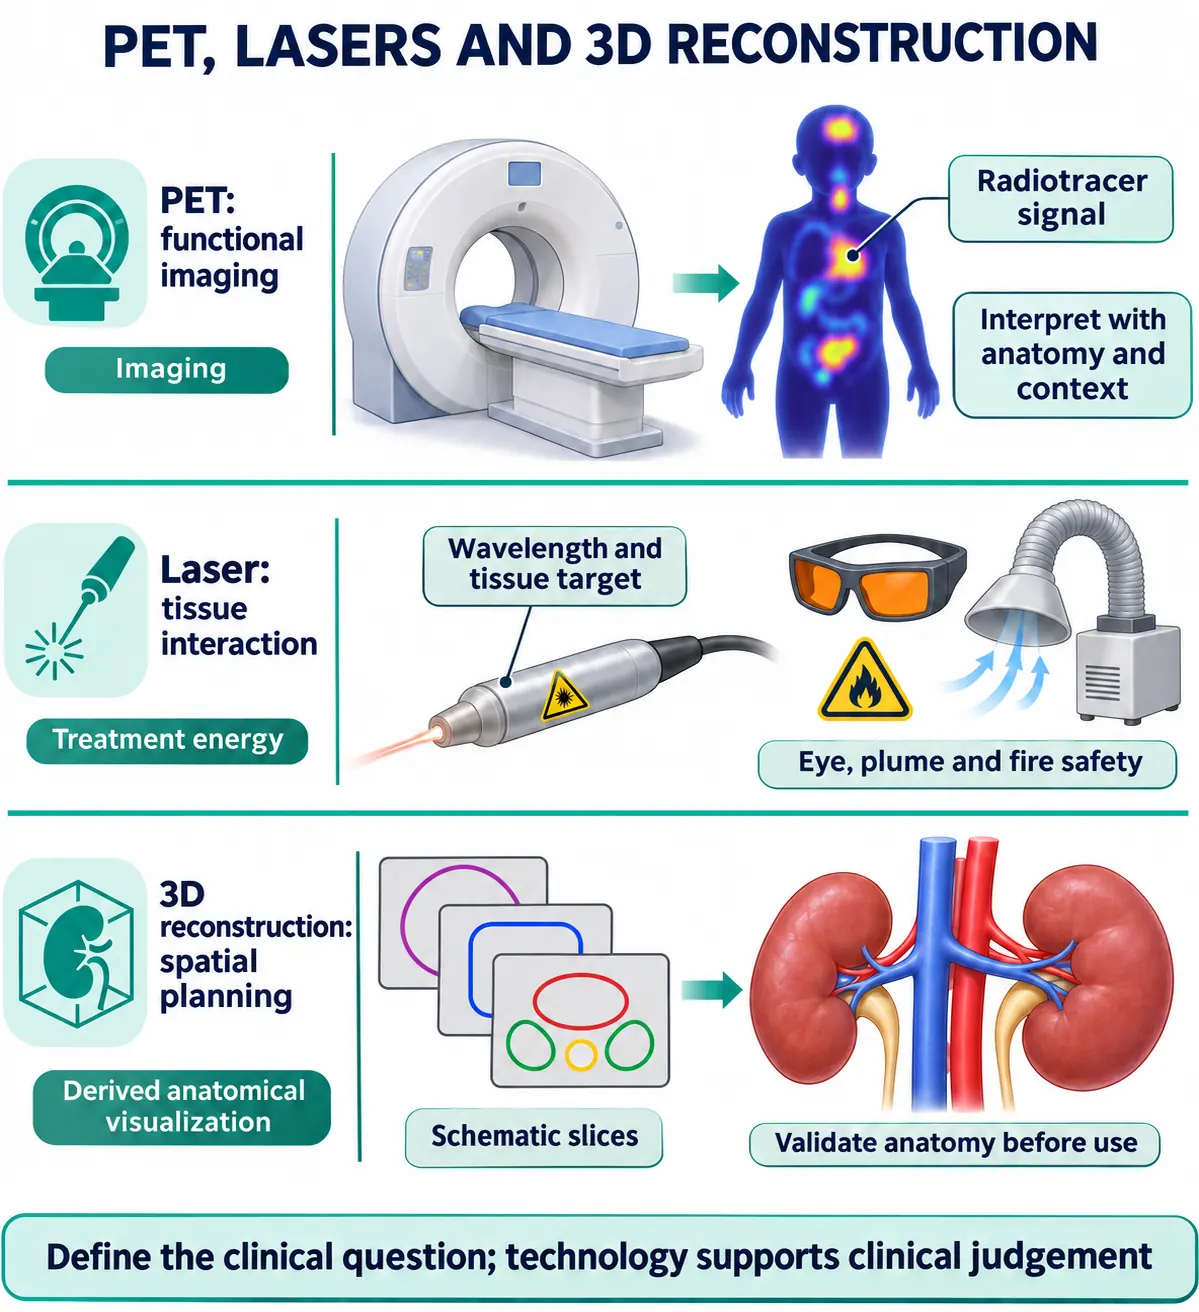 PET, LASERS AND 3D RECONSTRUCTION
PET:
functional
imaging
Imaging
Radiotracer
signal
Interpret with
anatomy and
context
Laser:
tissue
interaction
Treatment energy
Wavelength and
tissue target
Eye, plume and fire safety
3D
reconstruction:
spatial
planning
Derived anatomical
visualization
Schematic slices
Validate anatomy before use
Define the clinical question; technology supports clinical judgement